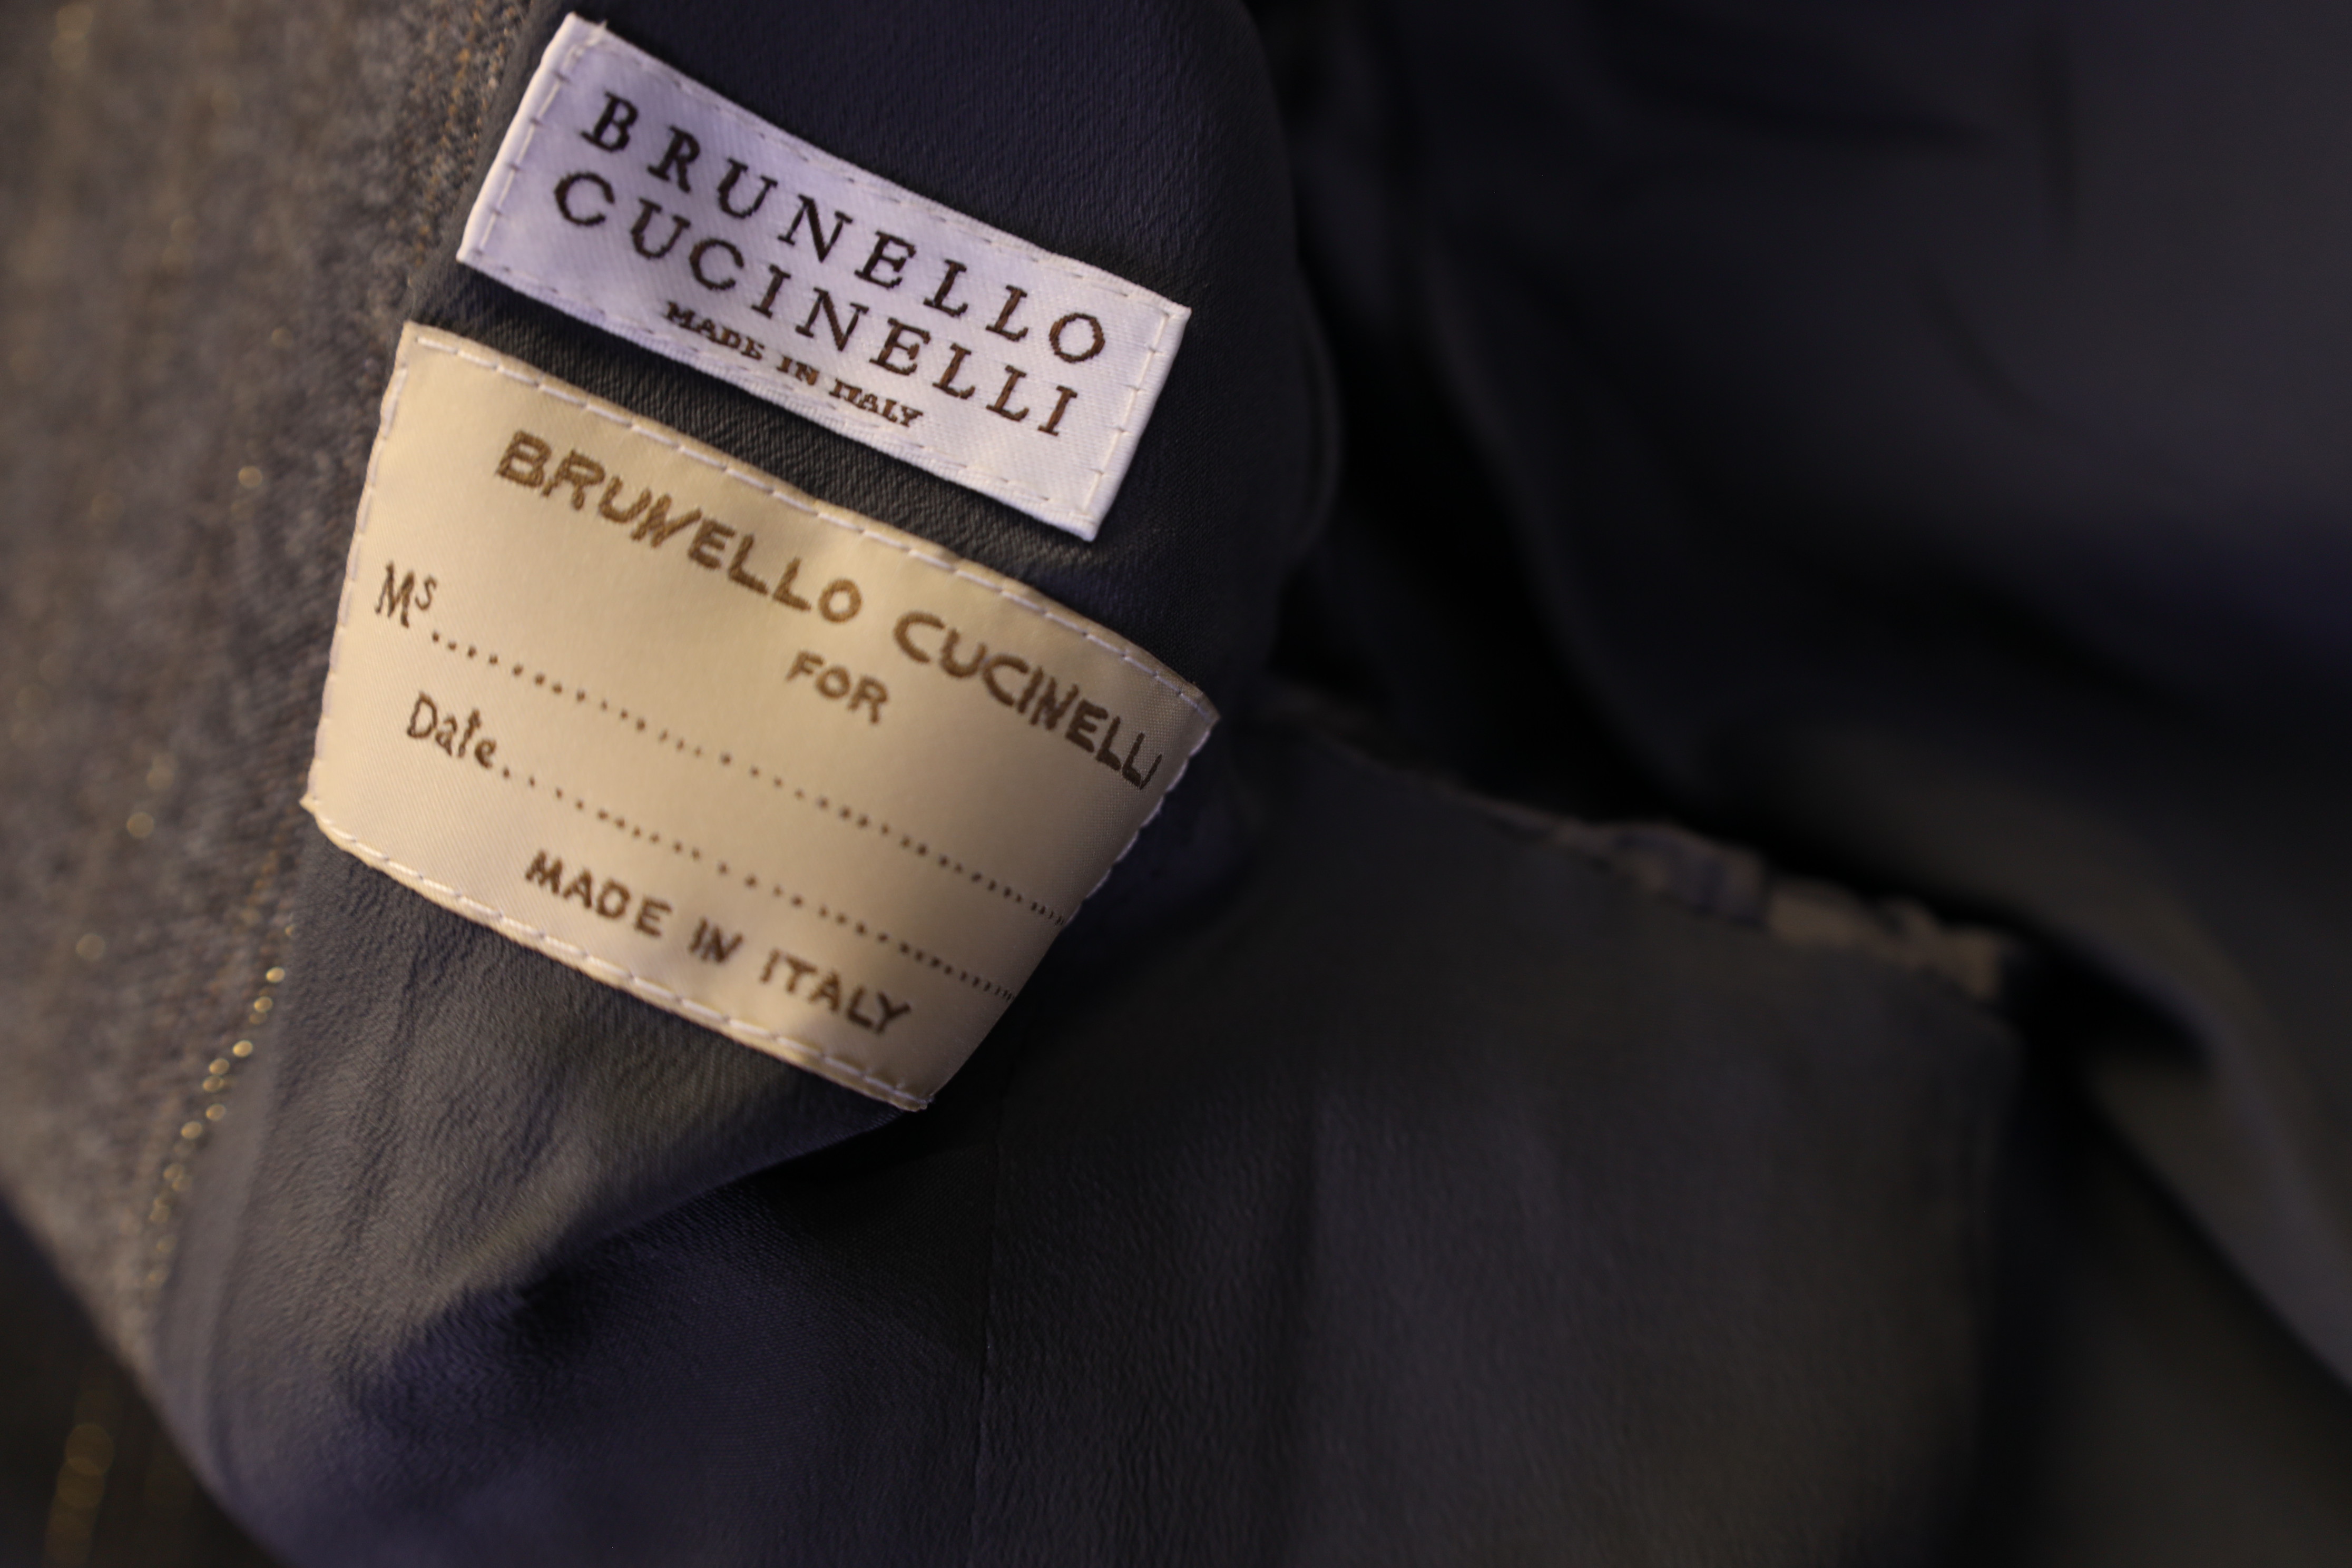 BRUNELLO
CUCINELLI
MADE IN ITALY
BRUNELLO CUCINELLI
FOR
Ms........................................
Date........................................
MADE IN ITALY